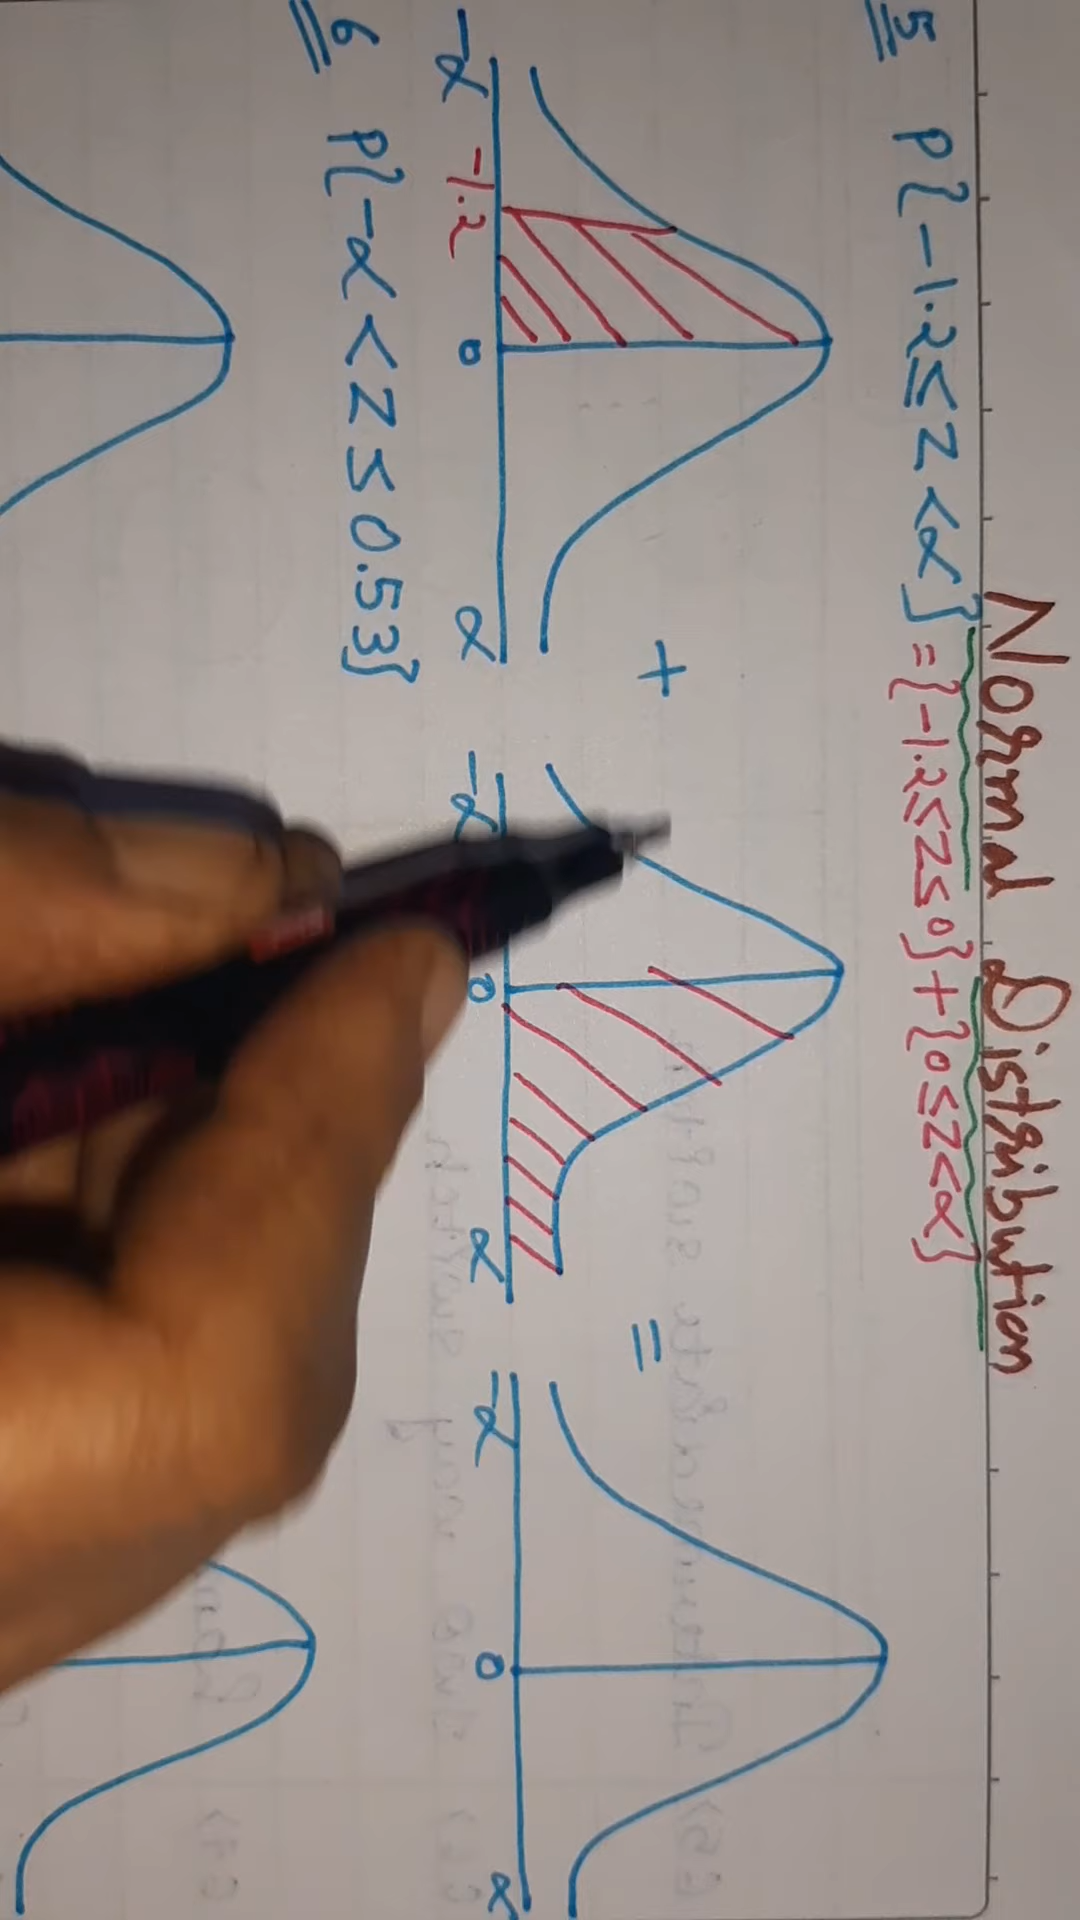 Normal Distribution
5 P{-1.2≤Z<α}={-1.2≤Z≤0}+{0≤Z<α}
-α -1.2 0 α + -α 0 α = -α 0 α
6 P{-α<Z≤0.53}